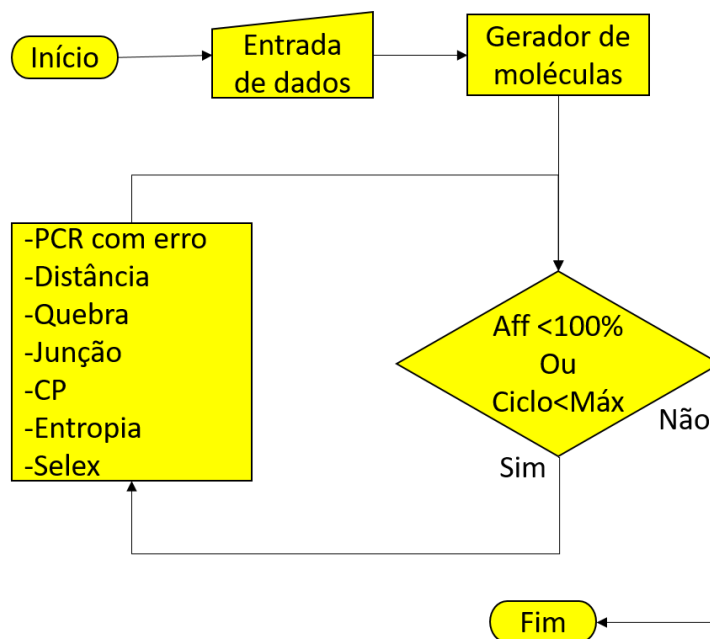 Início
Entrada
de dados
Gerador de
moléculas
-PCR com erro
-Distância
-Quebra
-Junção
-CP
-Entropia
-Selex
Aff <100%
Ou
Ciclo<Máx
Não
Sim
Fim